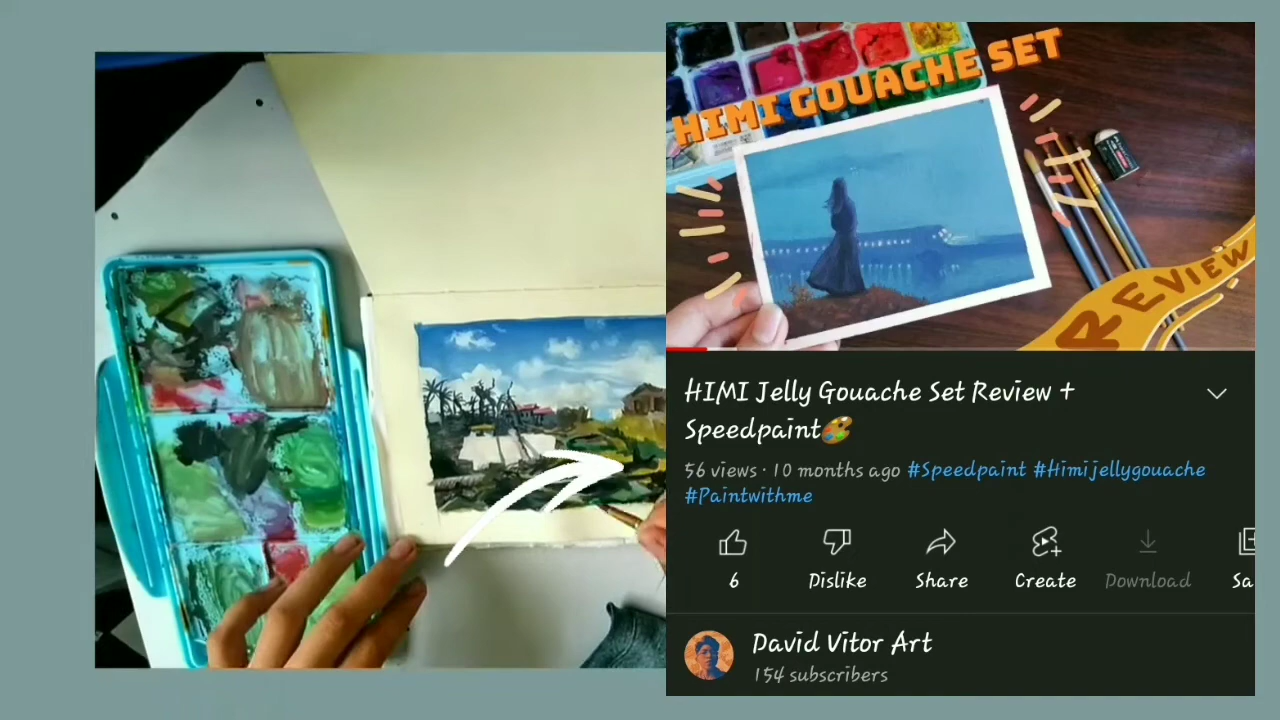 HIMI GOUACHE SET
REVIEW
HIMI Jelly Gouache Set Review +
Speedpaint🎨
56 views · 10 months ago #Speedpaint #Himijellygouache
#Paintwithme
6
Dislike
Share
Create
Download
Sa
David Vitor Art
154 subscribers